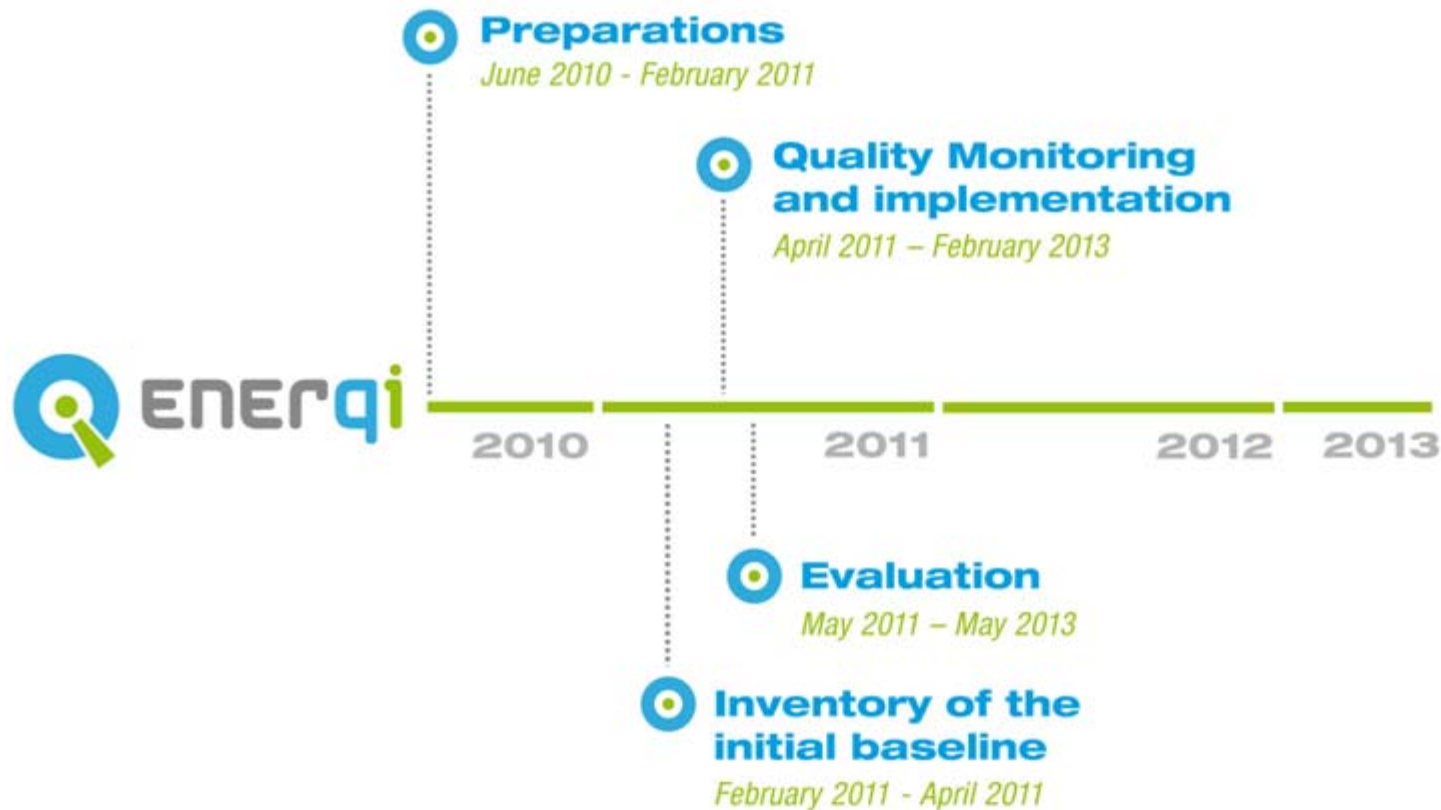 Preparations
June 2010 - February 2011
Quality Monitoring
and implementation
April 2011 – February 2013
enerqi
2010
2011
2012
2013
Evaluation
May 2011 – May 2013
Inventory of the
initial baseline
February 2011 - April 2011